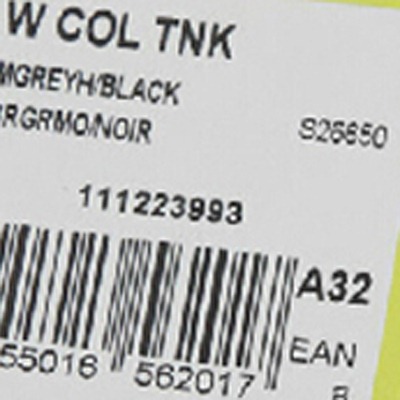 W COL TNK
MGREYH/BLACK
RGRMO/NOIR S26650
111223993
A32
EAN
55016 562017